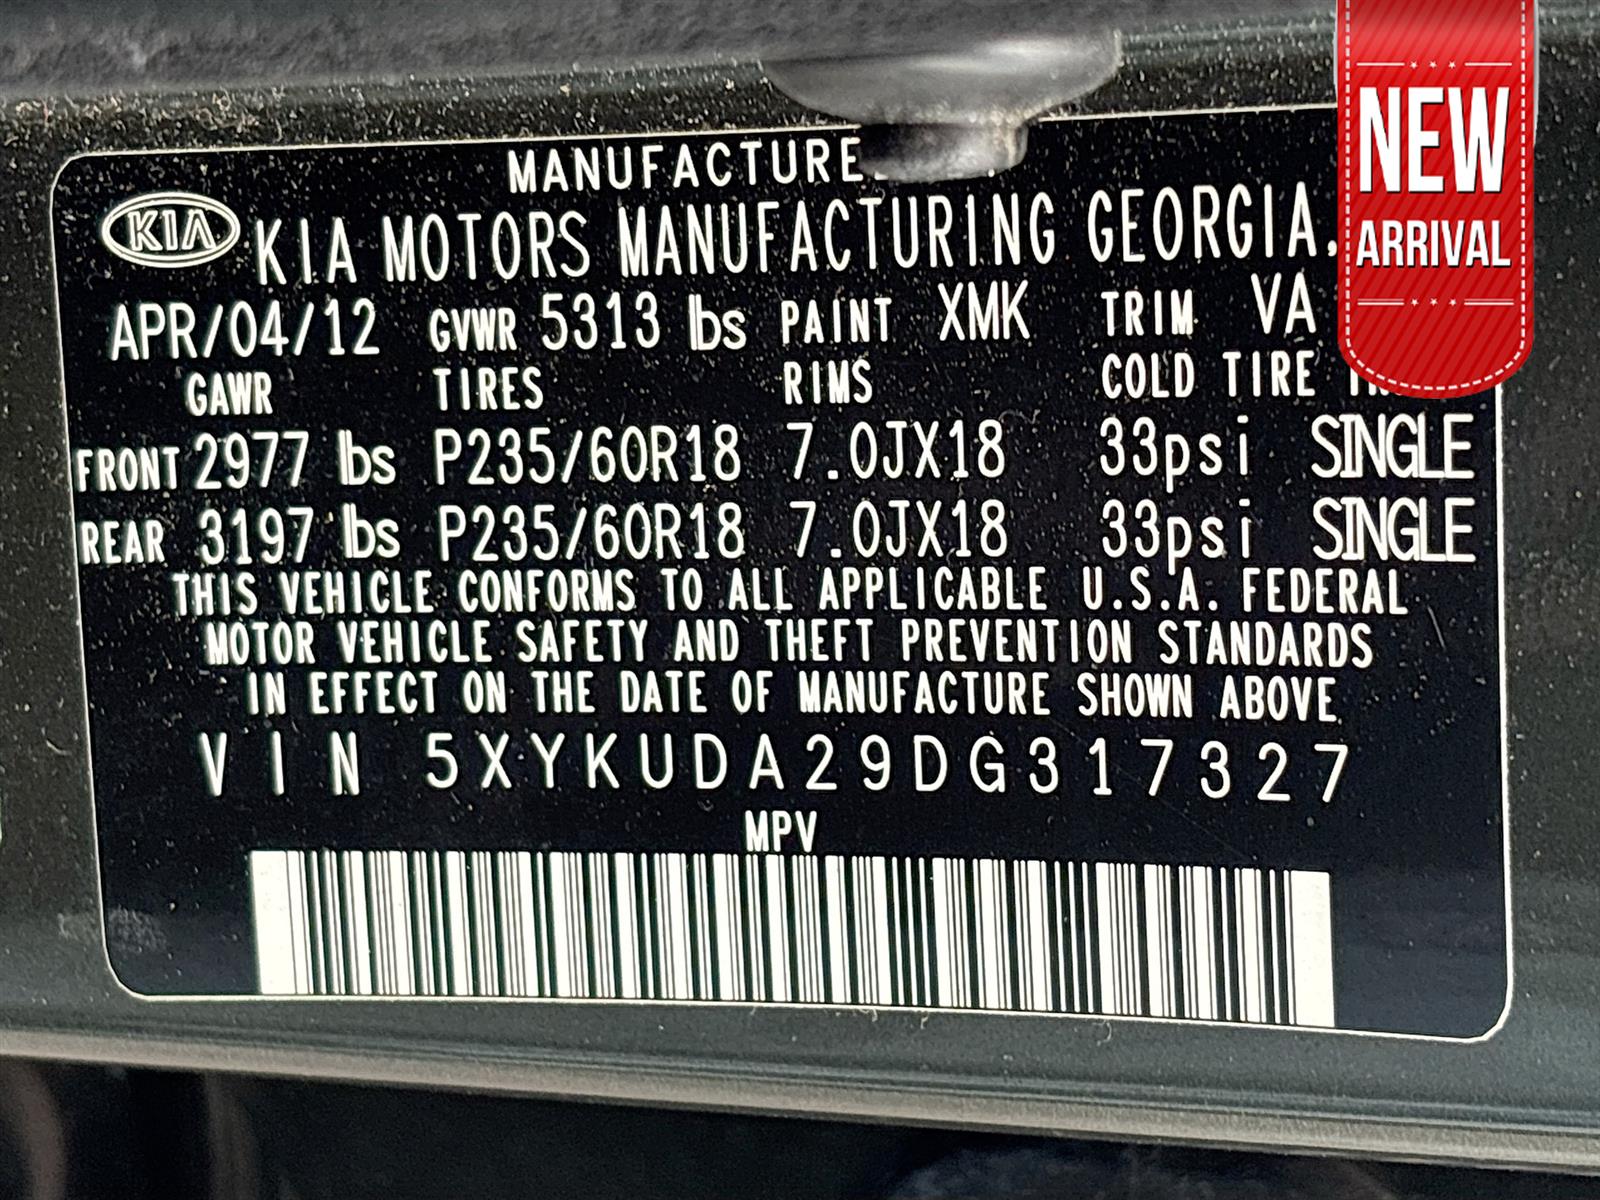 NEW
ARRIVAL
KIA
KIA MOTORS MANUFACTURING GEORGIA,
APR/04/12 GVWR 5313 lbs PAINT XMK TRIM VA
GAWR TIRES RIMS COLD TIRE
FRONT 2977 lbs P235/60R18 7.0JX18 33psi SINGLE
REAR 3197 lbs P235/60R18 7.0JX18 33psi SINGLE
THIS VEHICLE CONFORMS TO ALL APPLICABLE U.S.A. FEDERAL
MOTOR VEHICLE SAFETY AND THEFT PREVENTION STANDARDS
IN EFFECT ON THE DATE OF MANUFACTURE SHOWN ABOVE.
VIN 5XYKUDA29DG317327
MPV